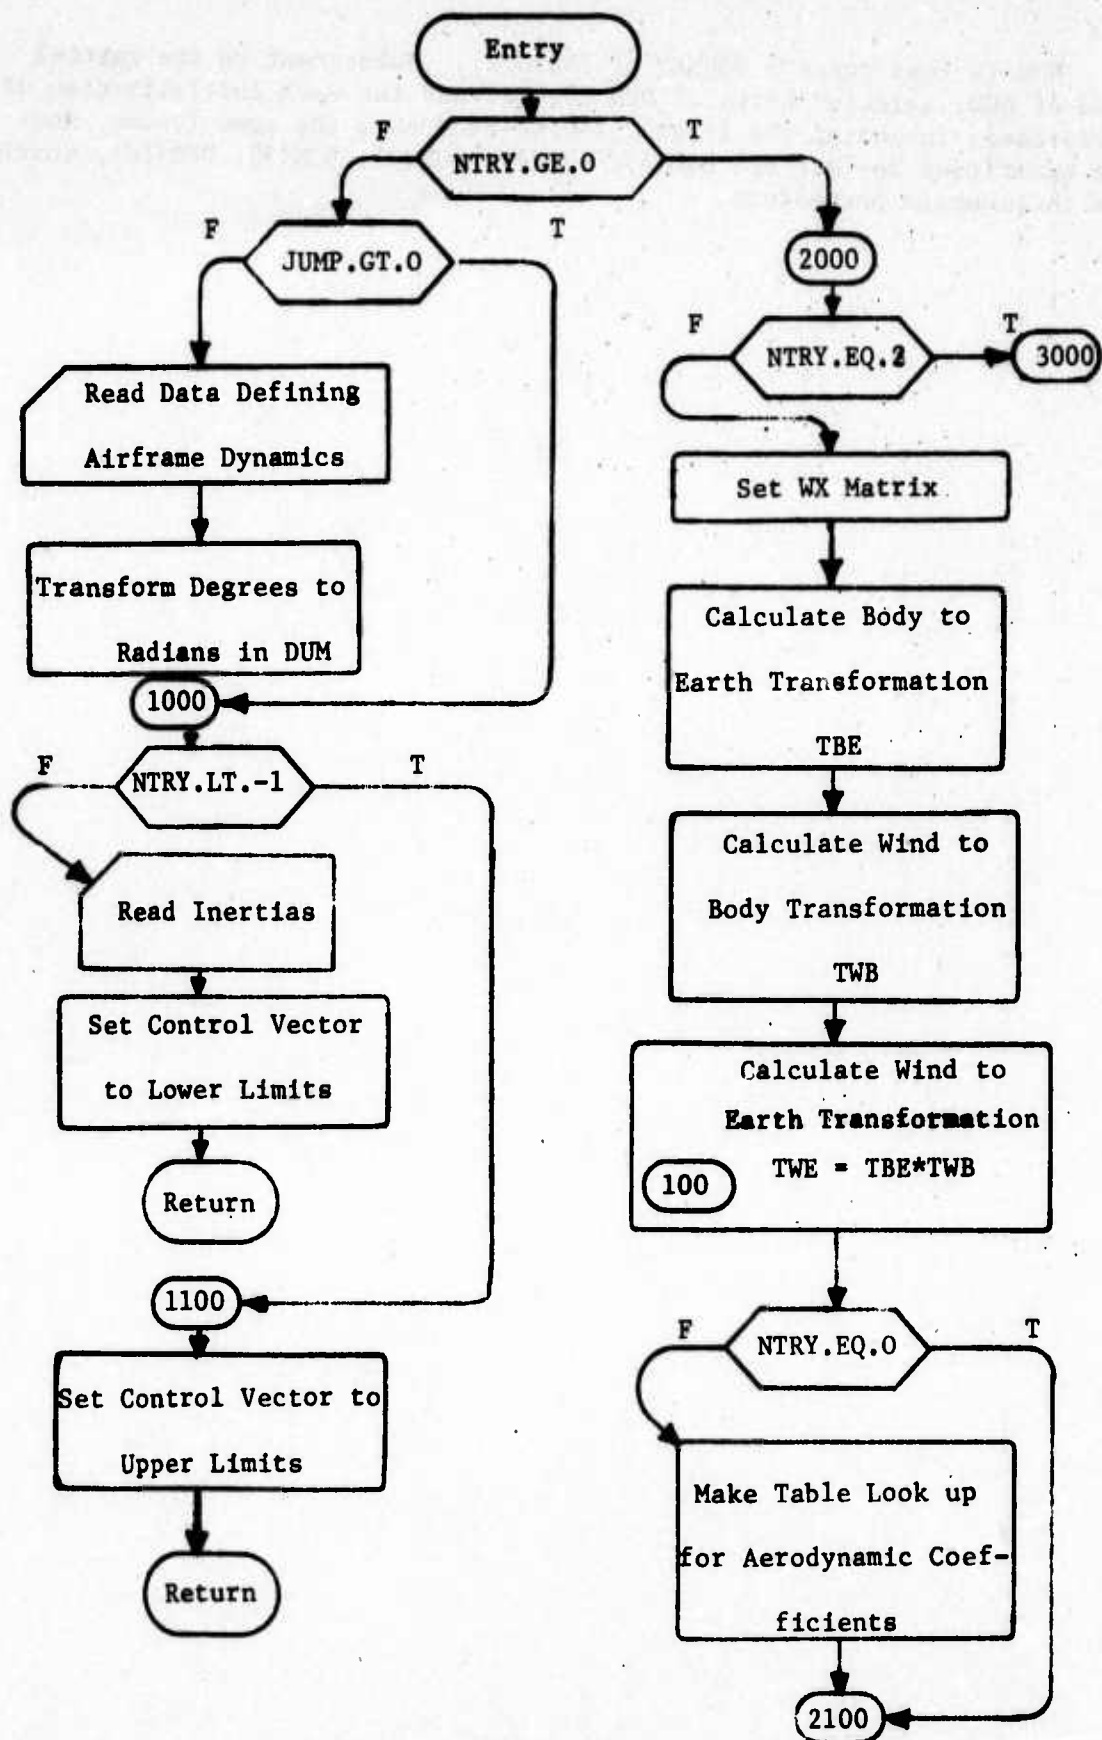 Entry
F
T
NTRY.GE.0
F
T
JUMP.GT.0
2000
F
T
NTRY.EQ.2
3000
Read Data Defining
Airframe Dynamics
Set WX Matrix
Transform Degrees to
Radians in DUM
Calculate Body to
Earth Transformation
TBE
1000
F
T
NTRY.LT.-1
Calculate Wind to
Body Transformation
TWB
Read Inertias
Set Control Vector
to Lower Limits
Calculate Wind to
Earth Transformation
TWE = TBE*TWB
100
Return
1100
F
T
NTRY.EQ.0
Set Control Vector to
Upper Limits
Make Table Look up
for Aerodynamic Coef-
ficients
Return
2100